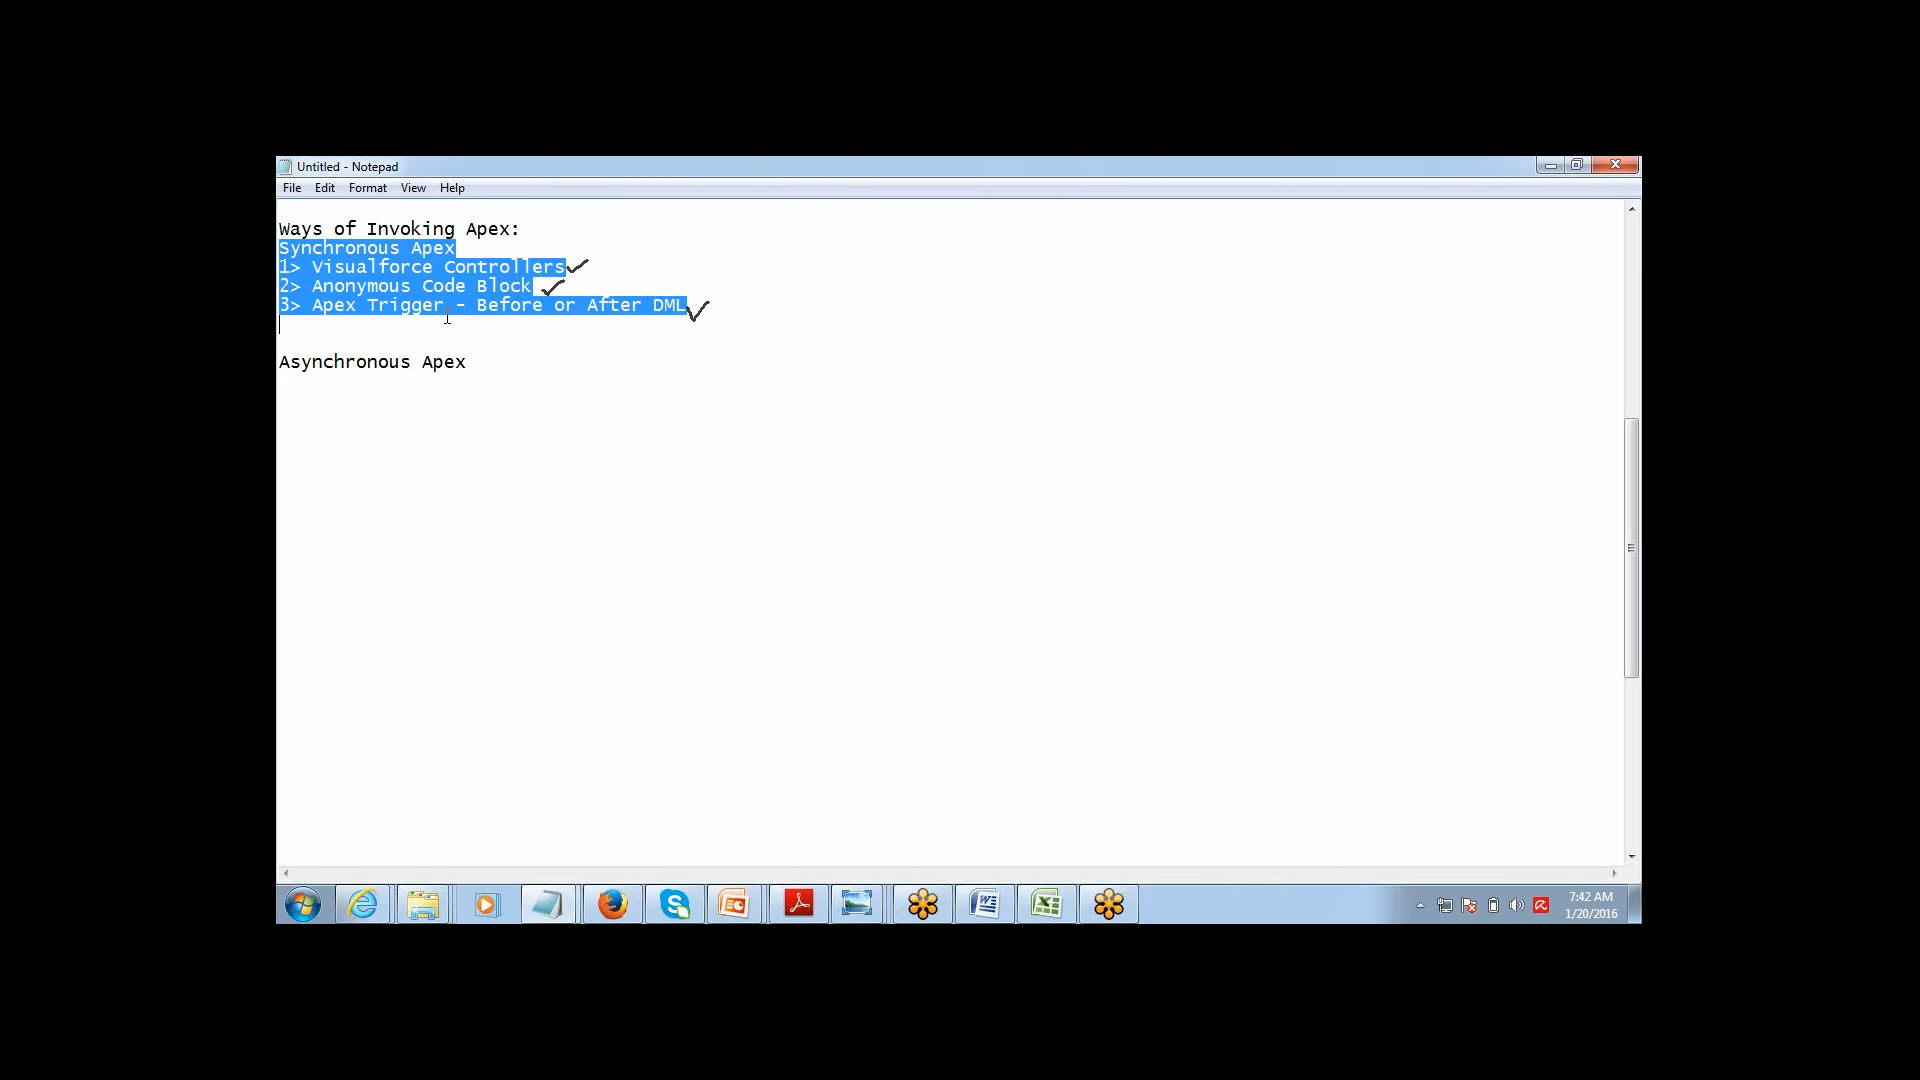 Untitled - Notepad
File Edit Format View Help
Ways of Invoking Apex:
Synchronous Apex
1> Visualforce Controllers
2> Anonymous Code Block
3> Apex Trigger - Before or After DML
Asynchronous Apex
7:42 AM
1/20/2016